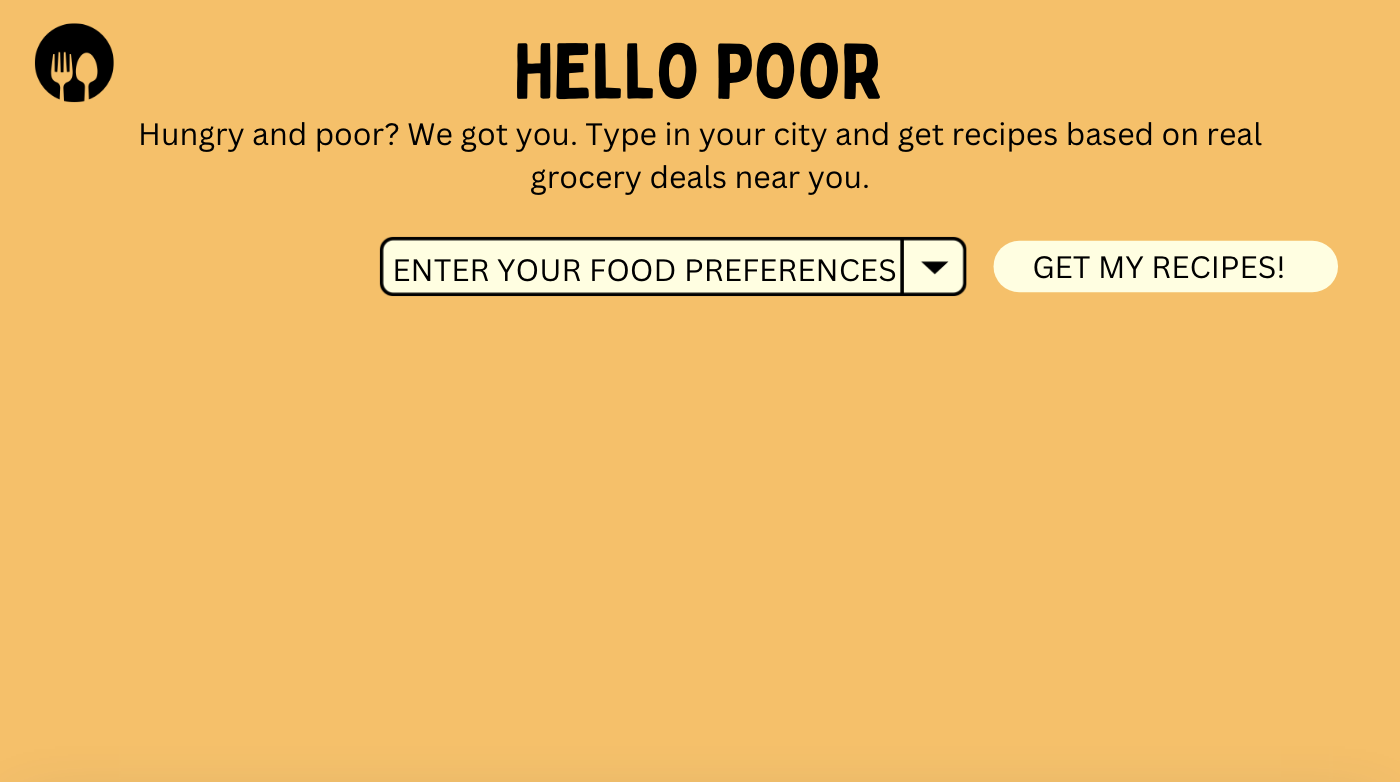 HELLO POOR
Hungry and poor? We got you. Type in your city and get recipes based on real
grocery deals near you.
ENTER YOUR FOOD PREFERENCES
GET MY RECIPES!